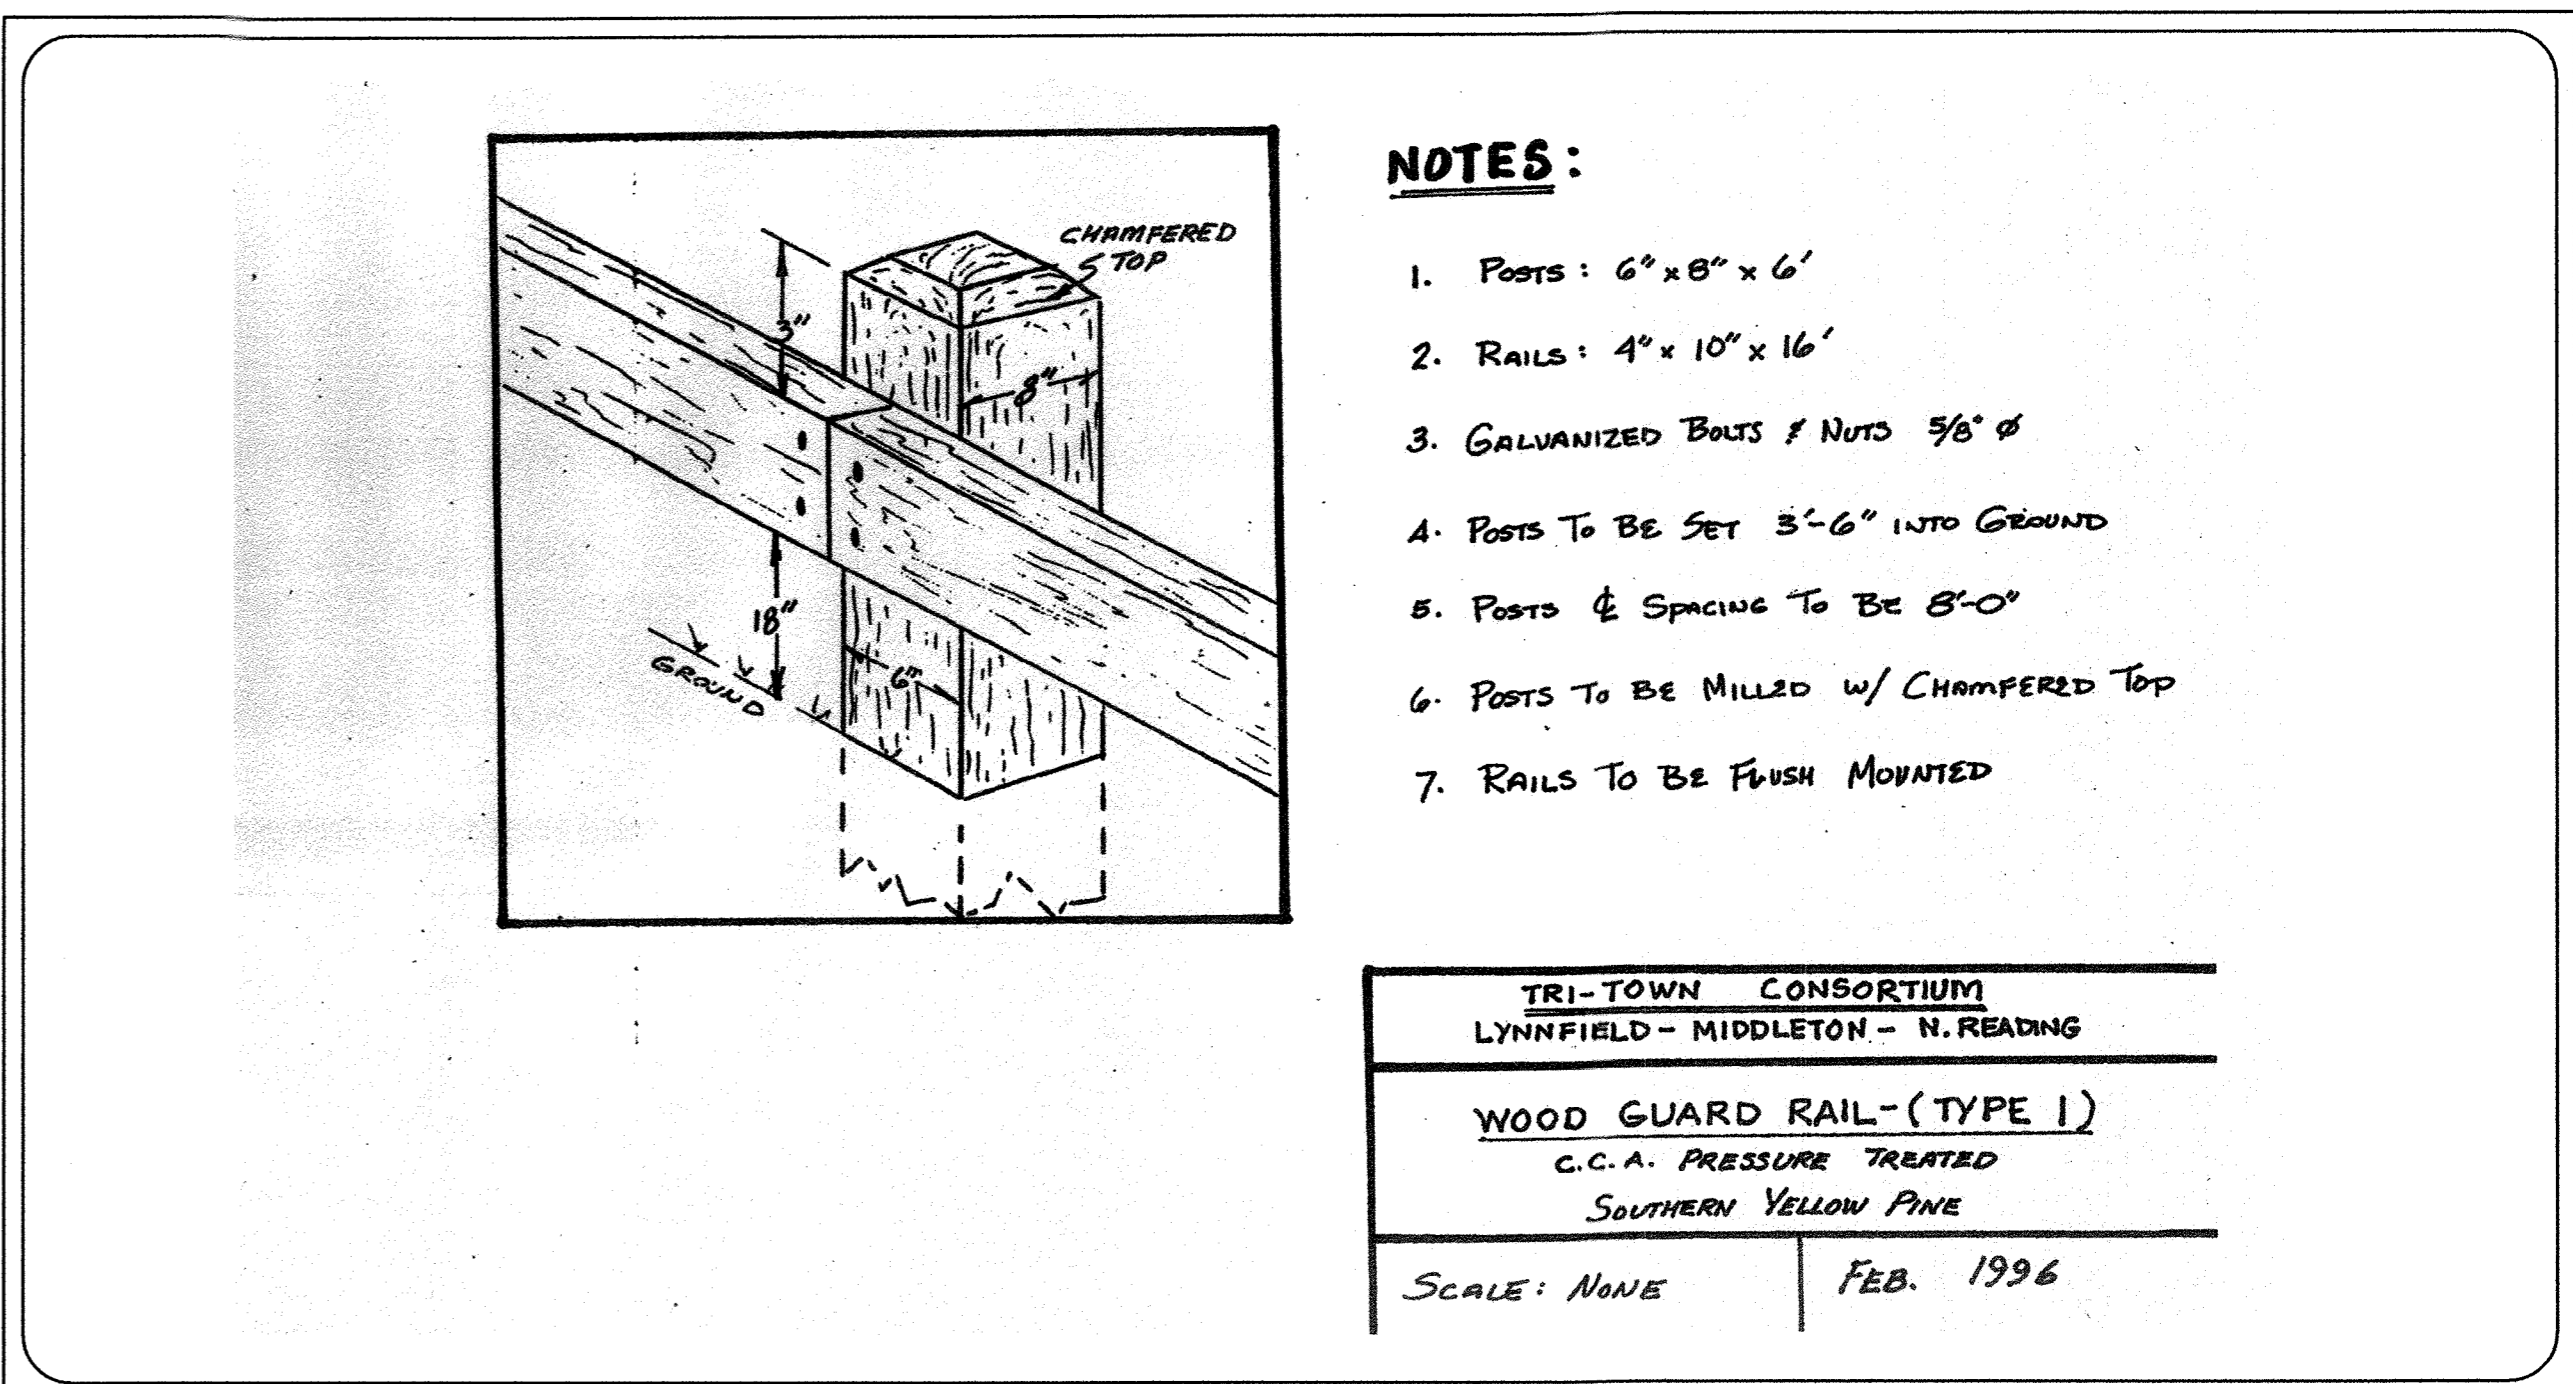 CHAMFERED
TOP
3"
8"
18"
6"
GROUND
NOTES:
1. POSTS: 6" x 8" x 6'
2. RAILS: 4" x 10" x 16'
3. GALVANIZED BOLTS & NUTS 5/8" Ø
4. POSTS TO BE SET 3'-6" INTO GROUND
5. POSTS ℄ SPACING TO BE 8'-0"
6. POSTS TO BE MILLED W/ CHAMFERED TOP
7. RAILS TO BE FLUSH MOUNTED
TRI-TOWN CONSORTIUM
LYNNFIELD - MIDDLETON - N. READING
WOOD GUARD RAIL - (TYPE 1)
C.C.A. PRESSURE TREATED
SOUTHERN YELLOW PINE
SCALE: NONE
FEB. 1996